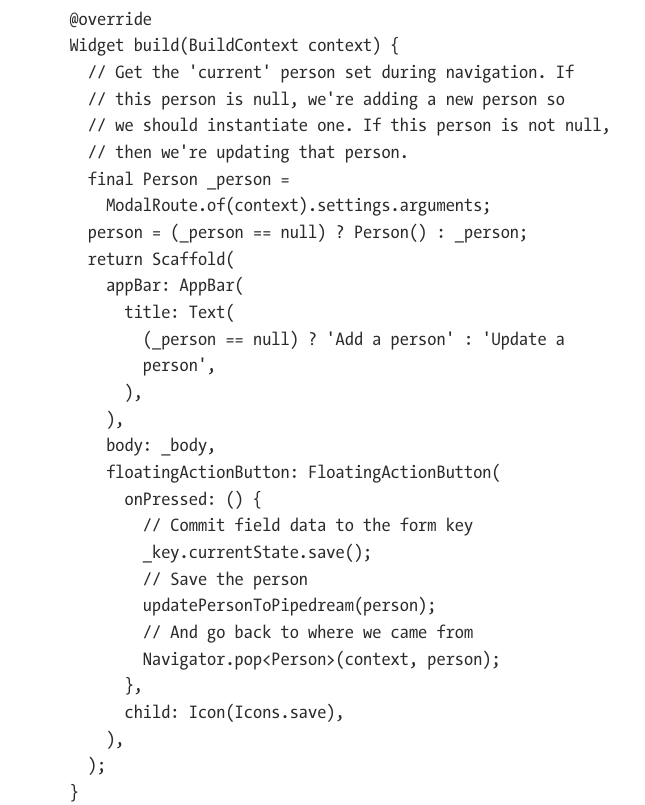 @override
Widget build(BuildContext context) {
  // Get the 'current' person set during navigation. If
  // this person is null, we're adding a new person so
  // we should instantiate one. If this person is not null,
  // then we're updating that person.
  final Person _person =
    ModalRoute.of(context).settings.arguments;
  person = (_person == null) ? Person() : _person;
  return Scaffold(
    appBar: AppBar(
      title: Text(
        (_person == null) ? 'Add a person' : 'Update a
        person',
      ),
    ),
    body: _body,
    floatingActionButton: FloatingActionButton(
      onPressed: () {
        // Commit field data to the form key
        _key.currentState.save();
        // Save the person
        updatePersonToPipedream(person);
        // And go back to where we came from
        Navigator.pop<Person>(context, person);
      },
      child: Icon(Icons.save),
    ),
  );
}